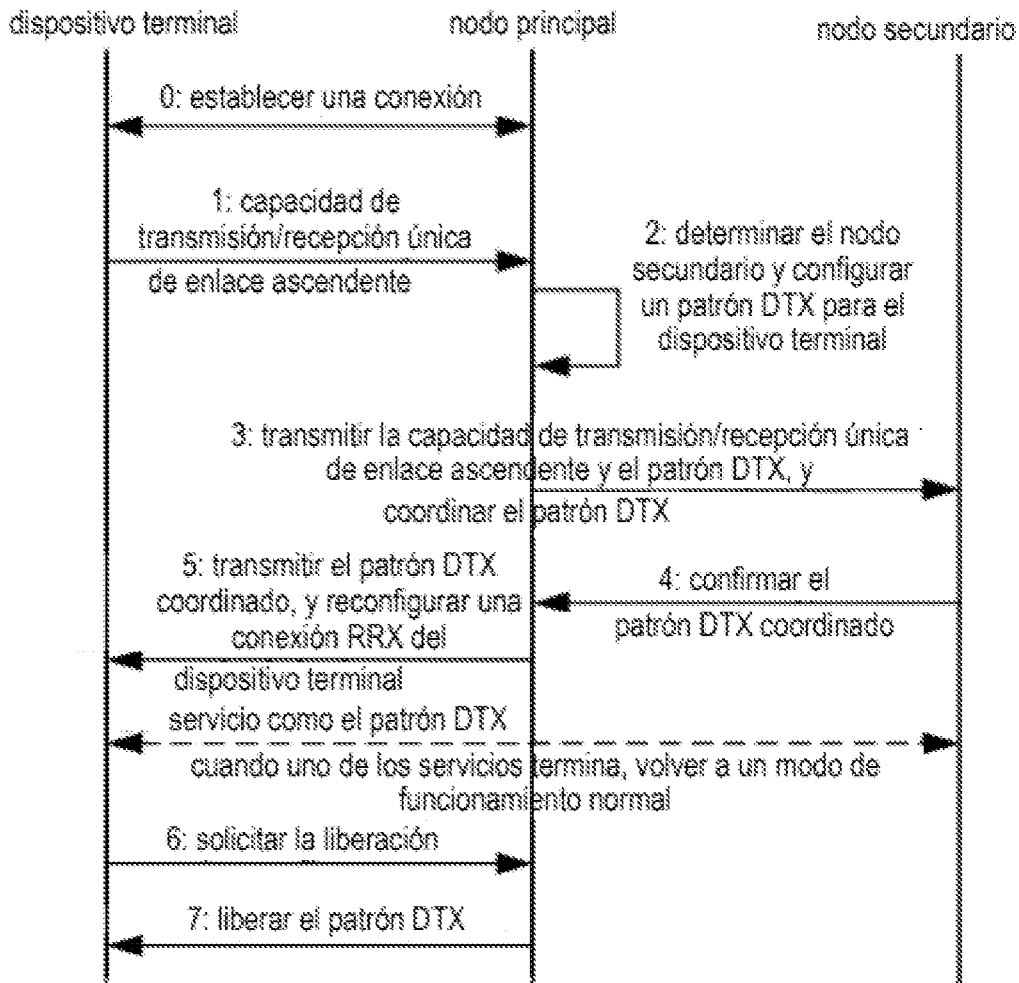 dispositivo terminal
nodo principal
nodo secundario
0: establecer una conexión
1: capacidad de
transmisión/recepción única
de enlace ascendente
2: determinar el nodo
secundario y configurar
un patrón DTX para el
dispositivo terminal
3: transmitir la capacidad de transmisión/recepción única
de enlace ascendente y el patrón DTX, y
coordinar el patrón DTX
4: confirmar el
patrón DTX coordinado
5: transmitir el patrón DTX
coordinado, y reconfigurar una
conexión RRX del
dispositivo terminal
servicio como el patrón DTX
cuando uno de los servicios termina, volver a un modo de
funcionamiento normal
6: solicitar la liberación
7: liberar el patrón DTX